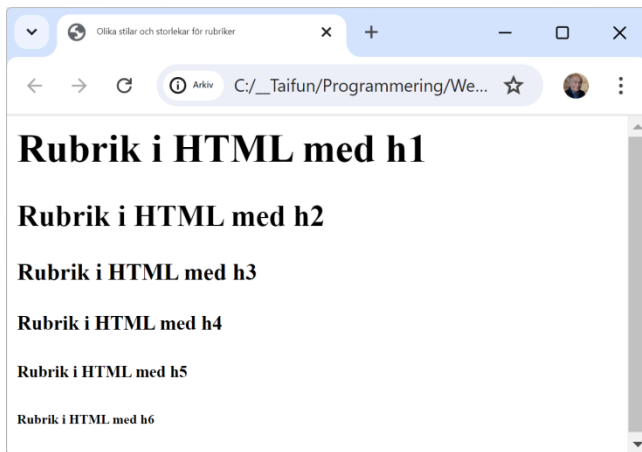 Olika stilar och storlekar för rubriker
Arkiv C:/__Taifun/Programmering/We...
Rubrik i HTML med h1
Rubrik i HTML med h2
Rubrik i HTML med h3
Rubrik i HTML med h4
Rubrik i HTML med h5
Rubrik i HTML med h6